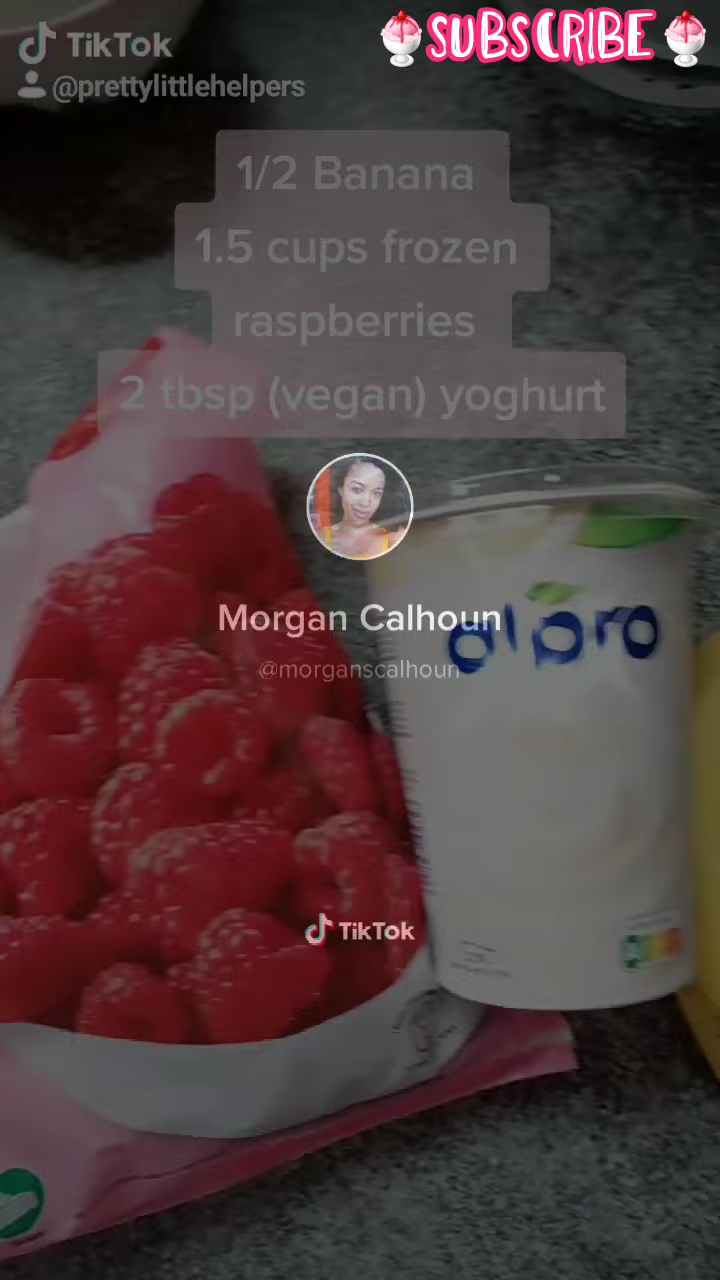 TikTok
@prettylittlehelpers
SUBSCRIBE
1/2 Banana
1.5 cups frozen
raspberries
2 tbsp (vegan) yoghurt
Morgan Calhoun
@morganscalhoun
alpro
TikTok